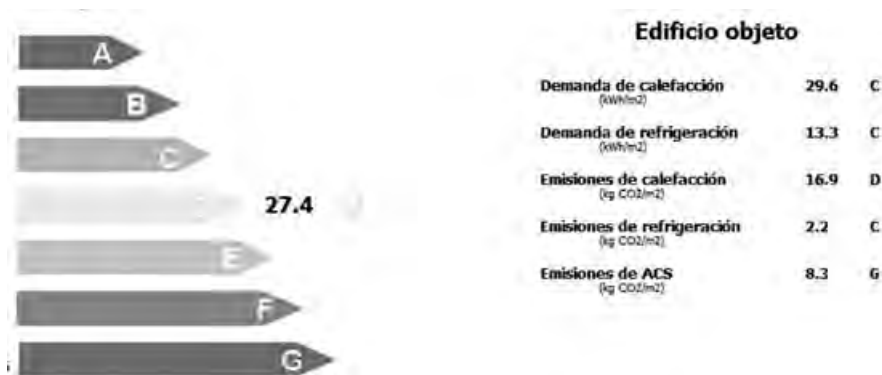 A
B
C
27.4
E
F
G
Edificio objeto
Demanda de calefacción 29.6 C
(kWh/m2)
Demanda de refrigeración 13.3 C
(kWh/m2)
Emisiones de calefacción 16.9 D
(kg CO2/m2)
Emisiones de refrigeración 2.2 C
(kg CO2/m2)
Emisiones de ACS 8.3 G
(kg CO2/m2)